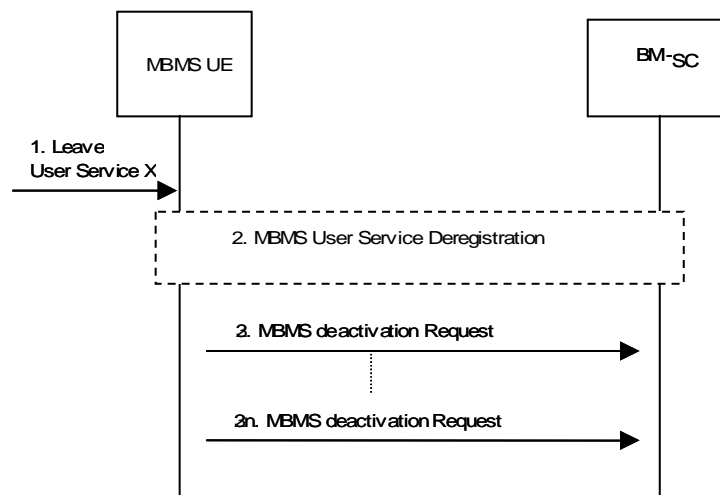 MBMS UE
BM-SC
1. Leave
User Service X
2. MBMS User Service Deregistration
3. MBMS deactivation Request
3n. MBMS deactivation Request